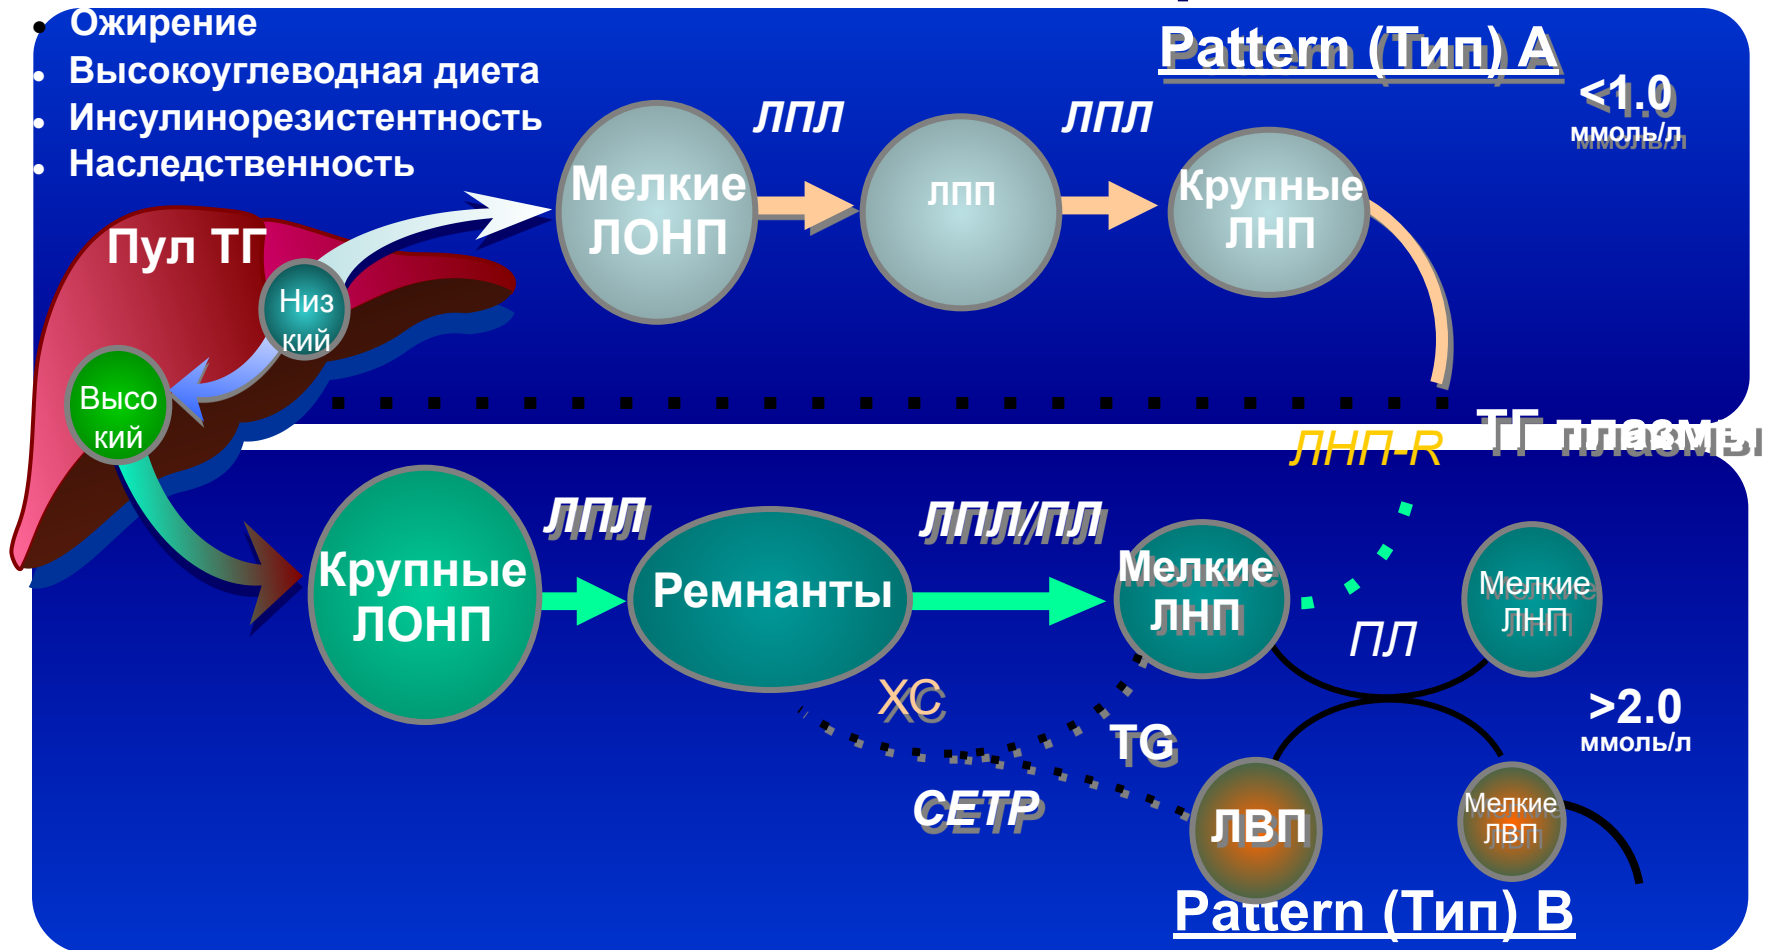 • Ожирение
• Высокоуглеводная диета
• Инсулинорезистентность
• Наследственность
Pattern (Тип) А
<1.0
ммоль/л
Пул ТГ
Низ
кий
Высо
кий
Мелкие
ЛОНП
ЛПЛ
ЛПП
ЛПЛ
Крупные
ЛНП
ТГ плазмы
ЛНП-R
Крупные
ЛОНП
ЛПЛ
Ремнанты
ЛПЛ/ПЛ
Мелкие
ЛНП
ПЛ
Мелкие
ЛНП
ХС
TG
CETP
>2.0
ммоль/л
ЛВП
Мелкие
ЛВП
Pattern (Тип) В